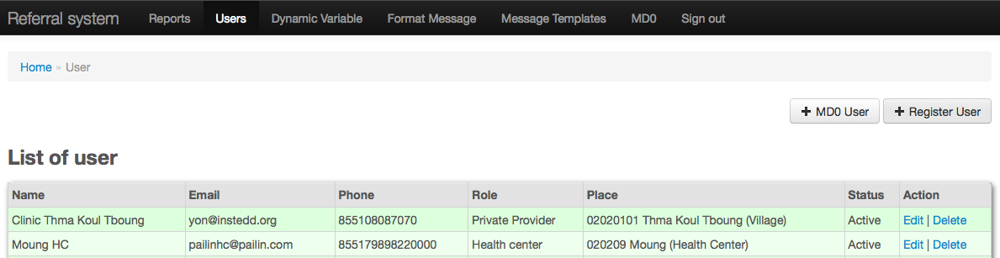 Referral system Reports Users Dynamic Variable Format Message Message Templates MD0 Sign out
Home » User
+ MD0 User + Register User
List of user
Name Email Phone Role Place Status Action
Clinic Thma Koul Tboung yon@instedd.org 855108087070 Private Provider 02020101 Thma Koul Tboung (Village) Active Edit | Delete
Moung HC pailinhc@pailin.com 855179898220000 Health center 020209 Moung (Health Center) Active Edit | Delete